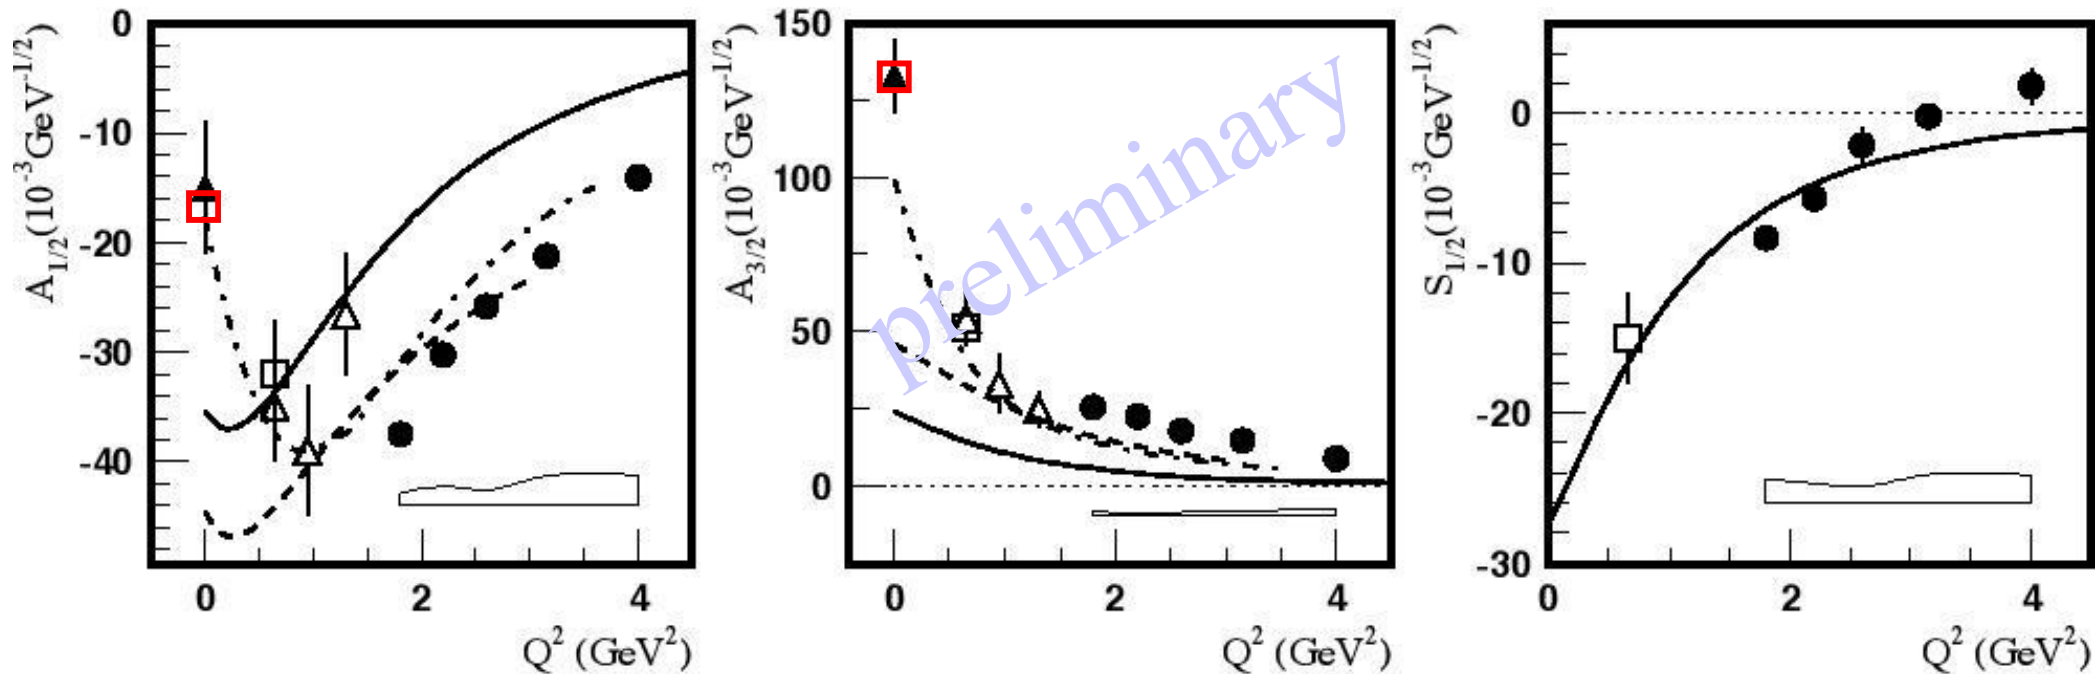 A1/2(10-3GeV-1/2)
0
-10
-20
-30
-40
0 2 4
Q2 (GeV2)
A3/2(10-3GeV-1/2)
150
100
50
0
0 2 4
Q2 (GeV2)
preliminary
S1/2(10-3GeV-1/2)
0
-10
-20
-30
0 2 4
Q2 (GeV2)